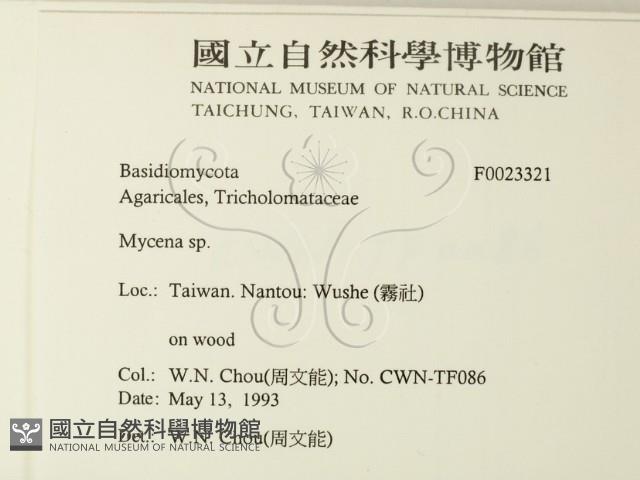 國立自然科學博物館
NATIONAL MUSEUM OF NATURAL SCIENCE
TAICHUNG, TAIWAN, R.O.CHINA
Basidiomycota F0023321
Agaricales, Tricholomataceae
Mycena sp.
Loc.: Taiwan. Nantou: Wushe (霧社)
on wood
Col.: W.N. Chou(周文能); No. CWN-TF086
Date: May 13, 1993
Det.: W.N. Chou(周文能)
國立自然科學博物館
NATIONAL MUSEUM OF NATURAL SCIENCE